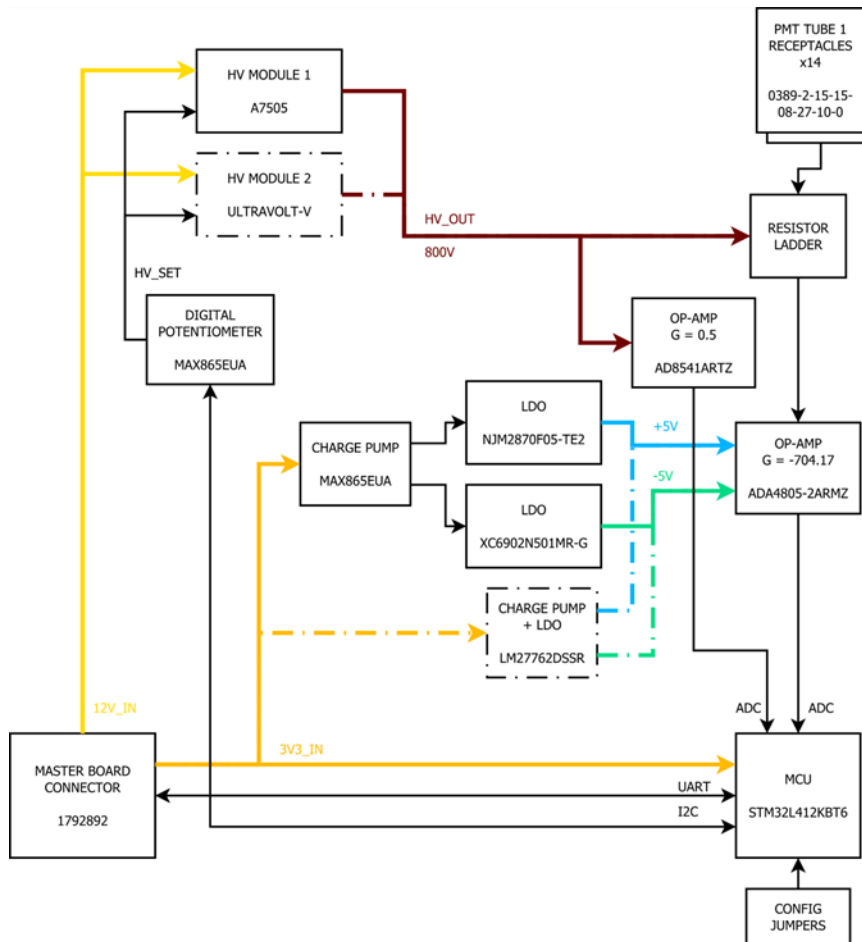 PMT TUBE 1
RECEPTACLES
x14
0389-2-15-15-
08-27-10-0
HV MODULE 1
A7505
HV MODULE 2
ULTRAVOLT-V
HV_OUT
800V
RESISTOR
LADDER
HV_SET
DIGITAL
POTENTIOMETER
MAX865EUA
OP-AMP
G = 0.5
AD8541ARTZ
LDO
NJM2870F05-TE2
+5V
CHARGE PUMP
MAX865EUA
OP-AMP
G = -704.17
ADA4805-2ARMZ
-5V
LDO
XC6902N501MR-G
CHARGE PUMP
+ LDO
LM27762DSSR
12V_IN
ADC
ADC
3V3_IN
MASTER BOARD
CONNECTOR
1792892
UART
I2C
MCU
STM32L412KBT6
CONFIG
JUMPERS